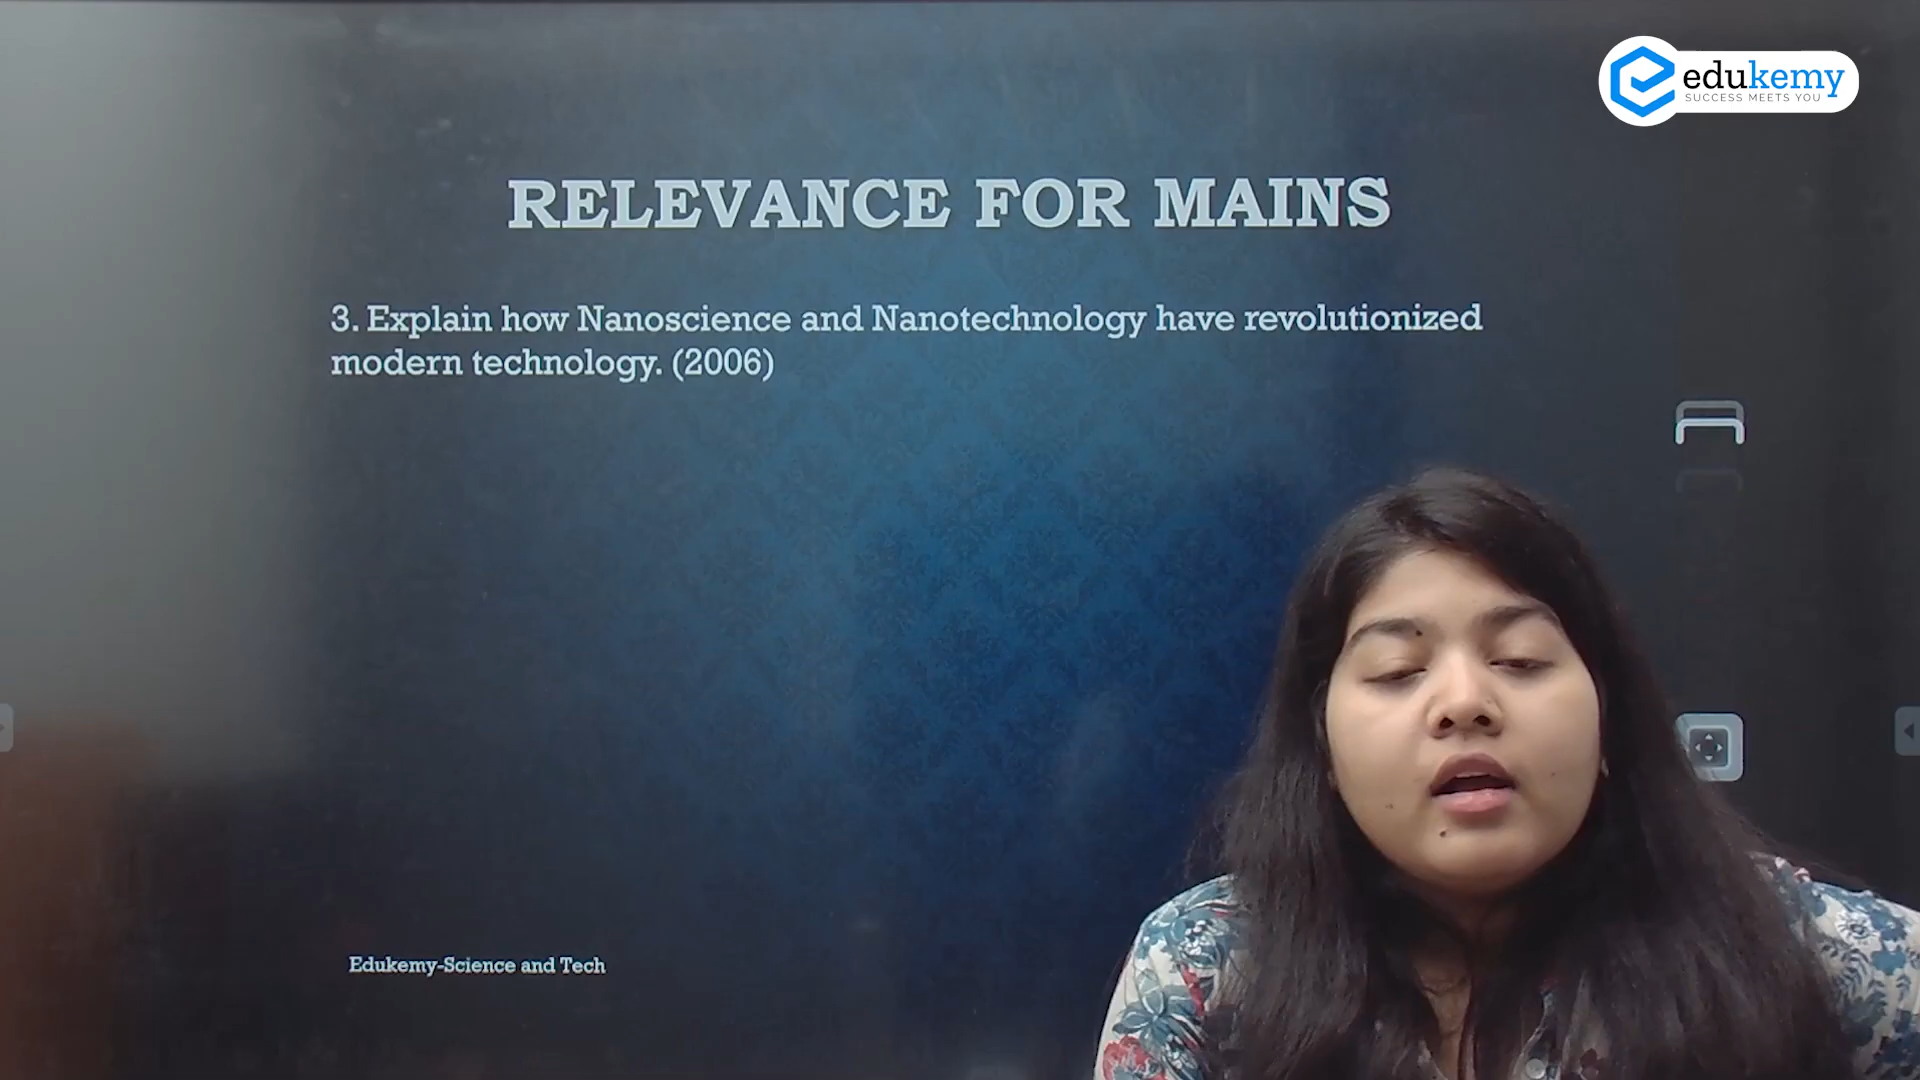 edukemy
SUCCESS MEETS YOU
RELEVANCE FOR MAINS
3. Explain how Nanoscience and Nanotechnology have revolutionized
modern technology. (2006)
Edukemy-Science and Tech